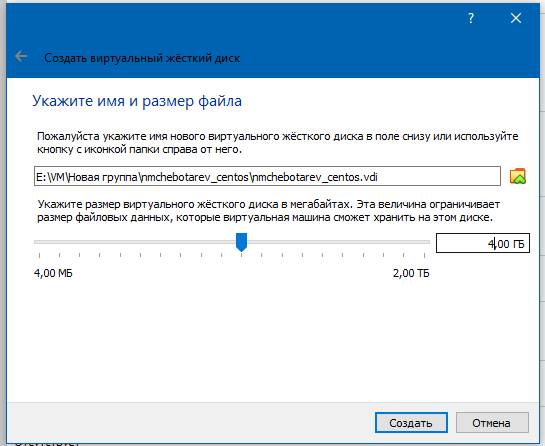 ?
Создать виртуальный жёсткий диск
Укажите имя и размер файла
Пожалуйста укажите имя нового виртуального жёсткого диска в поле снизу или используйте
кнопку с иконкой папки справа от него.
E:\VM\Новая группа\nmchebotarev_centos\nmchebotarev_centos.vdi
Укажите размер виртуального жёсткого диска в мегабайтах. Эта величина ограничивает
размер файловых данных, которые виртуальная машина сможет хранить на этом диске.
4,00 ГБ
4,00 МБ 2,00 ТБ
Создать Отмена